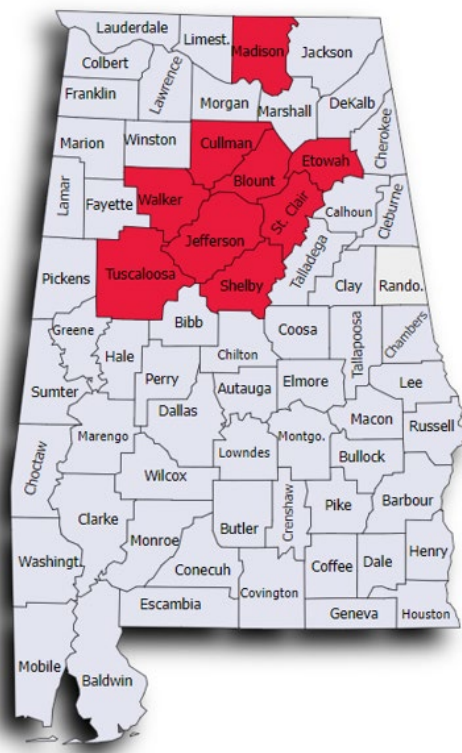 Lauderdale
Limest.
Madison
Jackson
Colbert
Lawrence
Franklin
Morgan
Marshall
DeKalb
Cherokee
Marion
Winston
Cullman
Etowah
Blount
Lamar
Fayette
Walker
St. Clair
Calhoun
Cleburne
Jefferson
Talladega
Pickens
Tuscaloosa
Shelby
Clay
Rando.
Bibb
Greene
Hale
Chilton
Coosa
Tallapoosa
Chambers
Perry
Autauga
Elmore
Lee
Sumter
Dallas
Macon
Russell
Marengo
Lowndes
Montgo.
Bullock
Choctaw
Wilcox
Clarke
Butler
Crenshaw
Pike
Barbour
Monroe
Washingt.
Conecuh
Coffee
Dale
Henry
Escambia
Covington
Geneva
Houston
Mobile
Baldwin